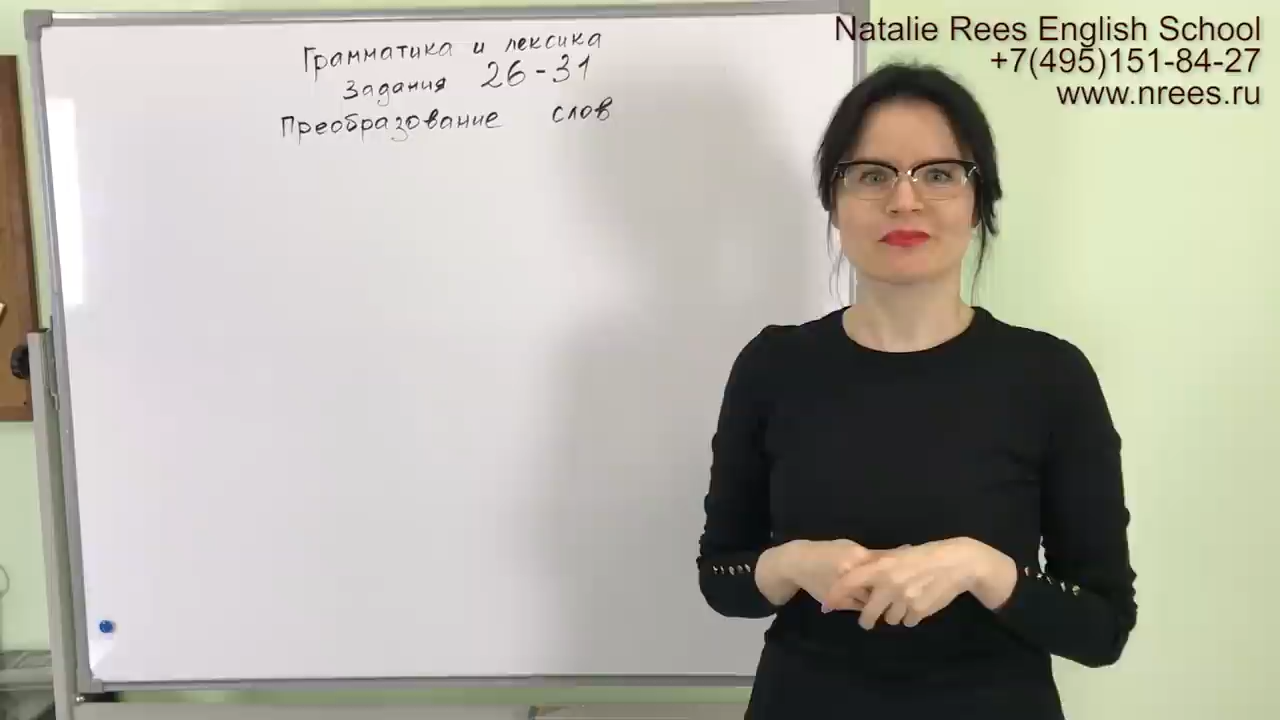 Грамматика и лексика
Задания 26-31
Преобразование слов
Natalie Rees English School
+7(495)151-84-27
www.nrees.ru